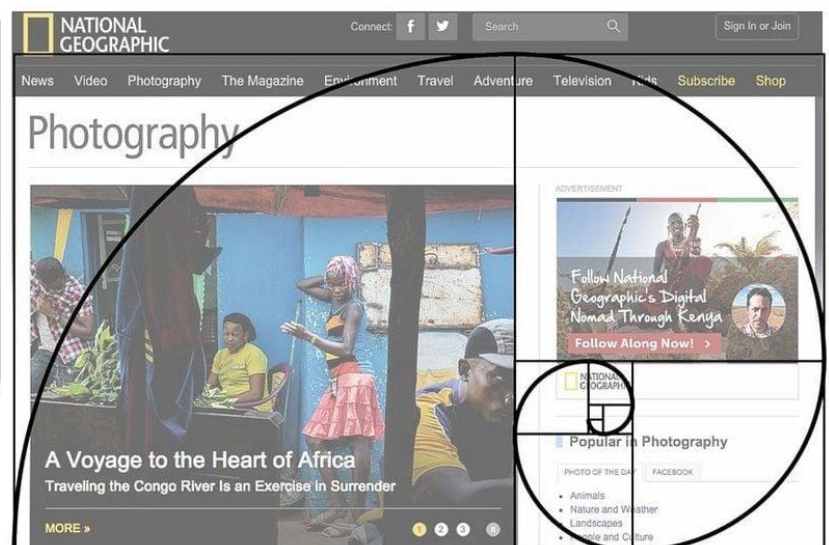 NATIONAL
GEOGRAPHIC
Connect: f
Search
Sign In or Join
News Video Photography The Magazine Environment Travel Adventure Television Kids Subscribe Shop
Photography
A Voyage to the Heart of Africa
Traveling the Congo River Is an Exercise in Surrender
MORE »
1 2 3 II
ADVERTISEMENT
Follow National
Geographic's Digital
Nomad Through Kenya
Follow Along Now! >
NATIONAL
GEOGRAPHIC
Popular in Photography
PHOTO OF THE DAY FACEBOOK
• Animals
• Nature and Weather
• Landscapes
• People and Culture